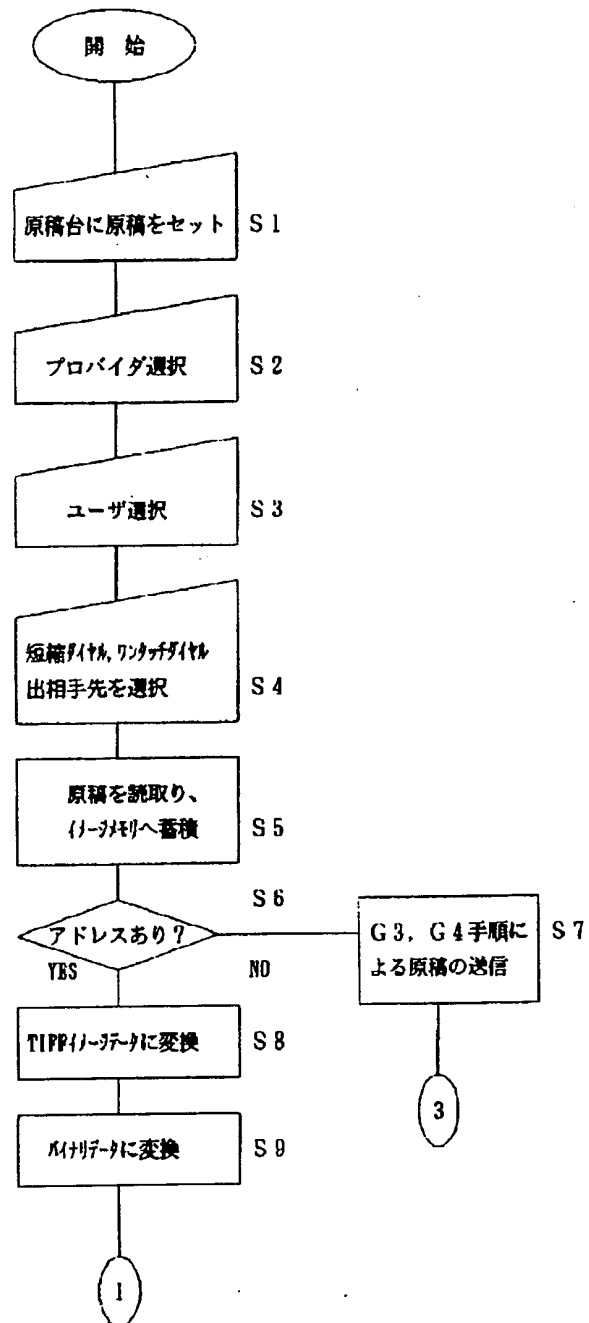 開 始
原稿台に原稿をセット S1
プロバイダ選択 S2
ユーザ選択 S3
短縮ダイヤル,ワンタッチダイヤル
出相手先を選択 S4
原稿を読取り、
イメージメモリへ蓄積 S5
S6
アドレスあり?
YES NO
G3, G4手順に S7
よる原稿の送信
TIFFイメージデータに変換 S8
3
バイナリデータに変換 S9
1